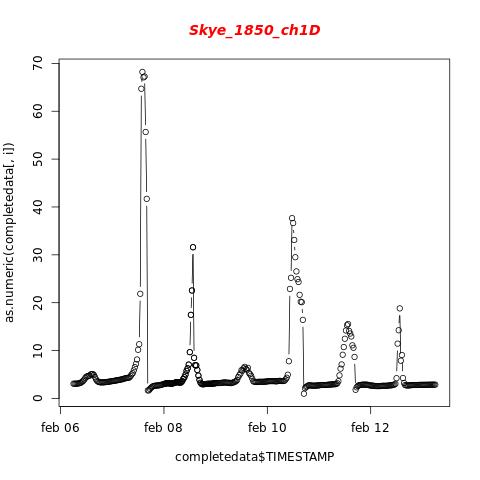 Skye_1850_ch1D
as.numeric(completedata[, i])
70
60
50
40
30
20
10
0
feb 06
feb 08
feb 10
feb 12
completedata$TIMESTAMP